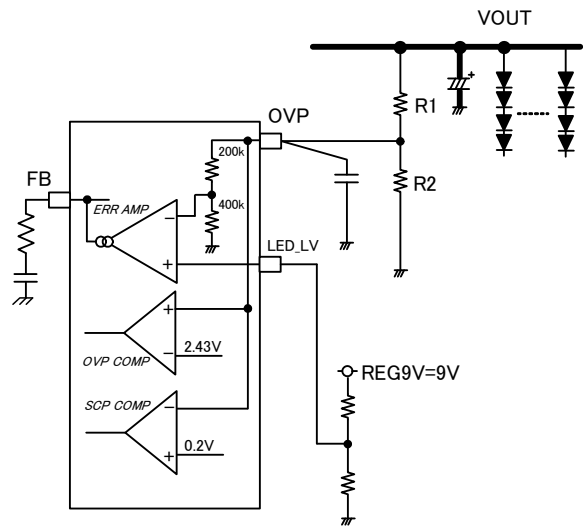 VOUT
OVP
R1
200k
FB
R2
ERR AMP
400k
−
LED_LV
+
+
−
2.43V
OVP COMP
REG9V=9V
SCP COMP
−
0.2V
+
+